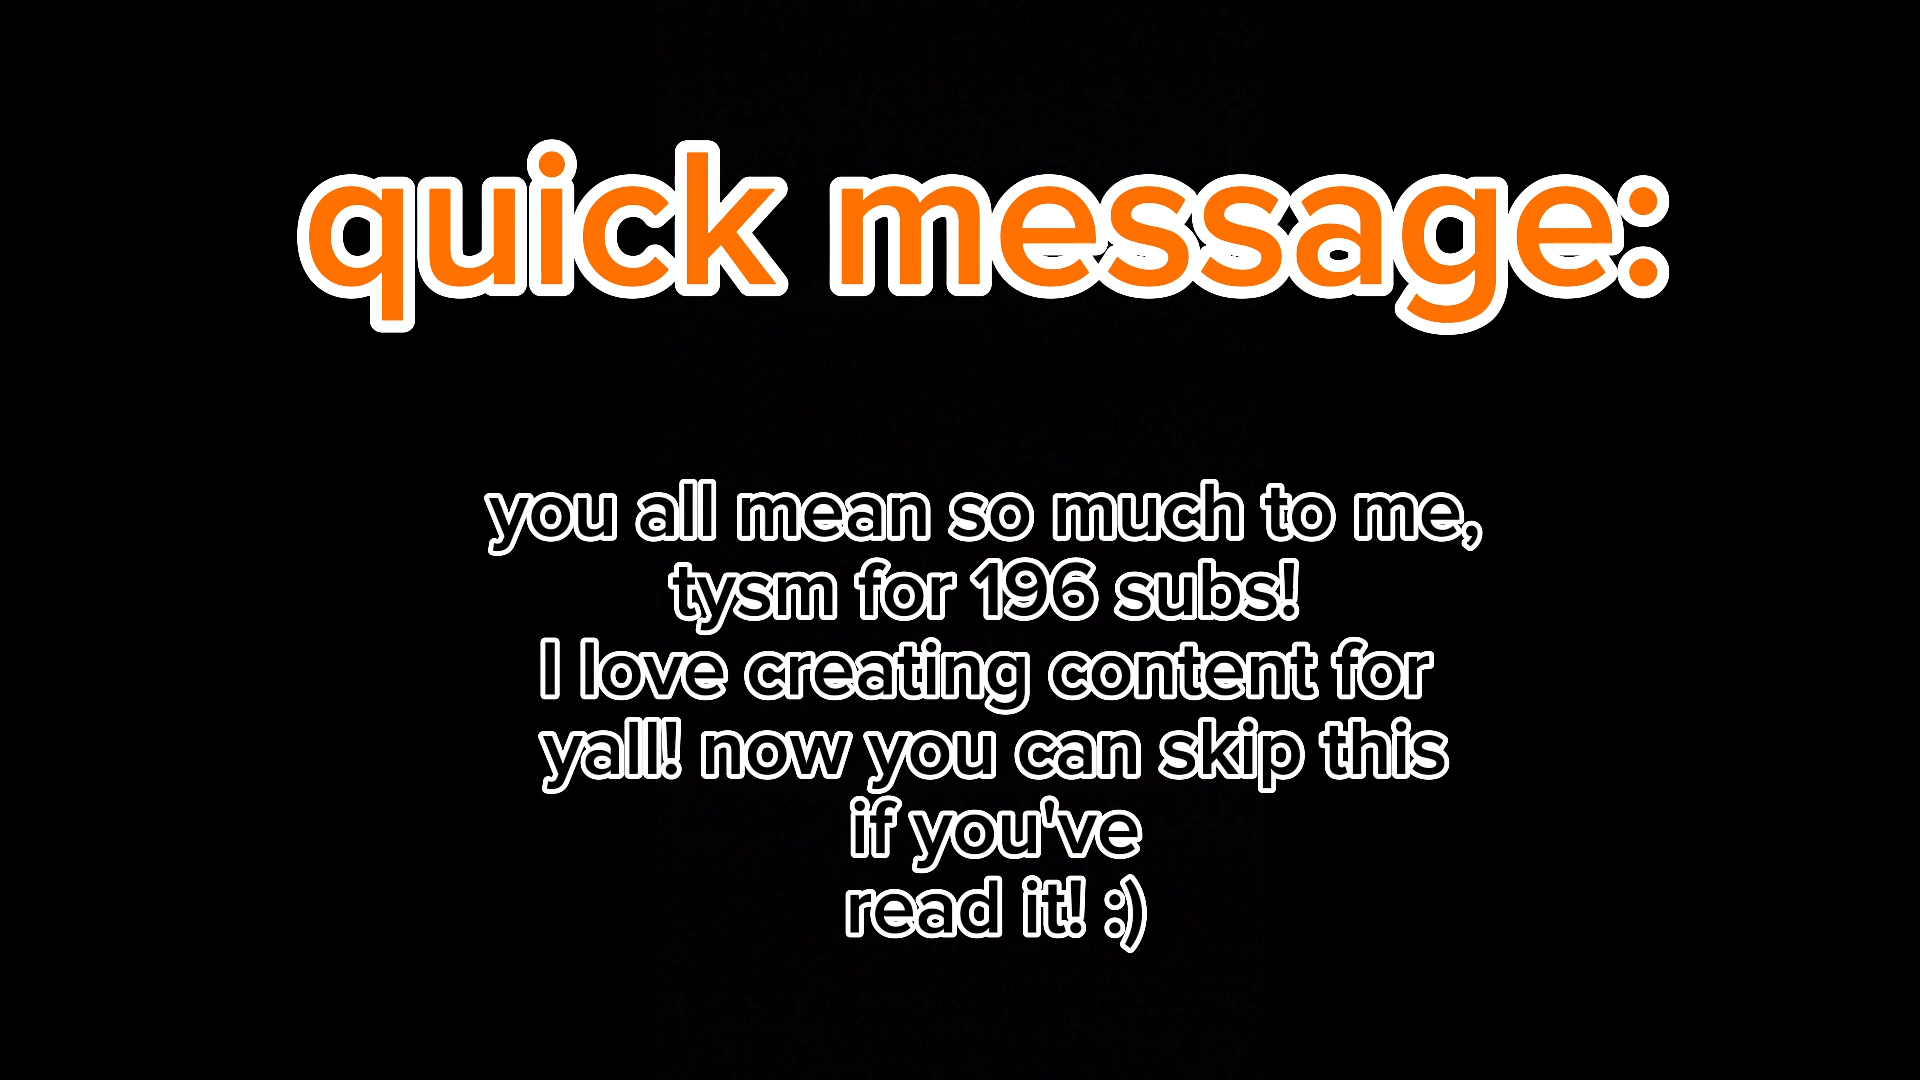 quick message:
you all mean so much to me,
tysm for 196 subs!
I love creating content for
yall! now you can skip this
if you've
read it! :)